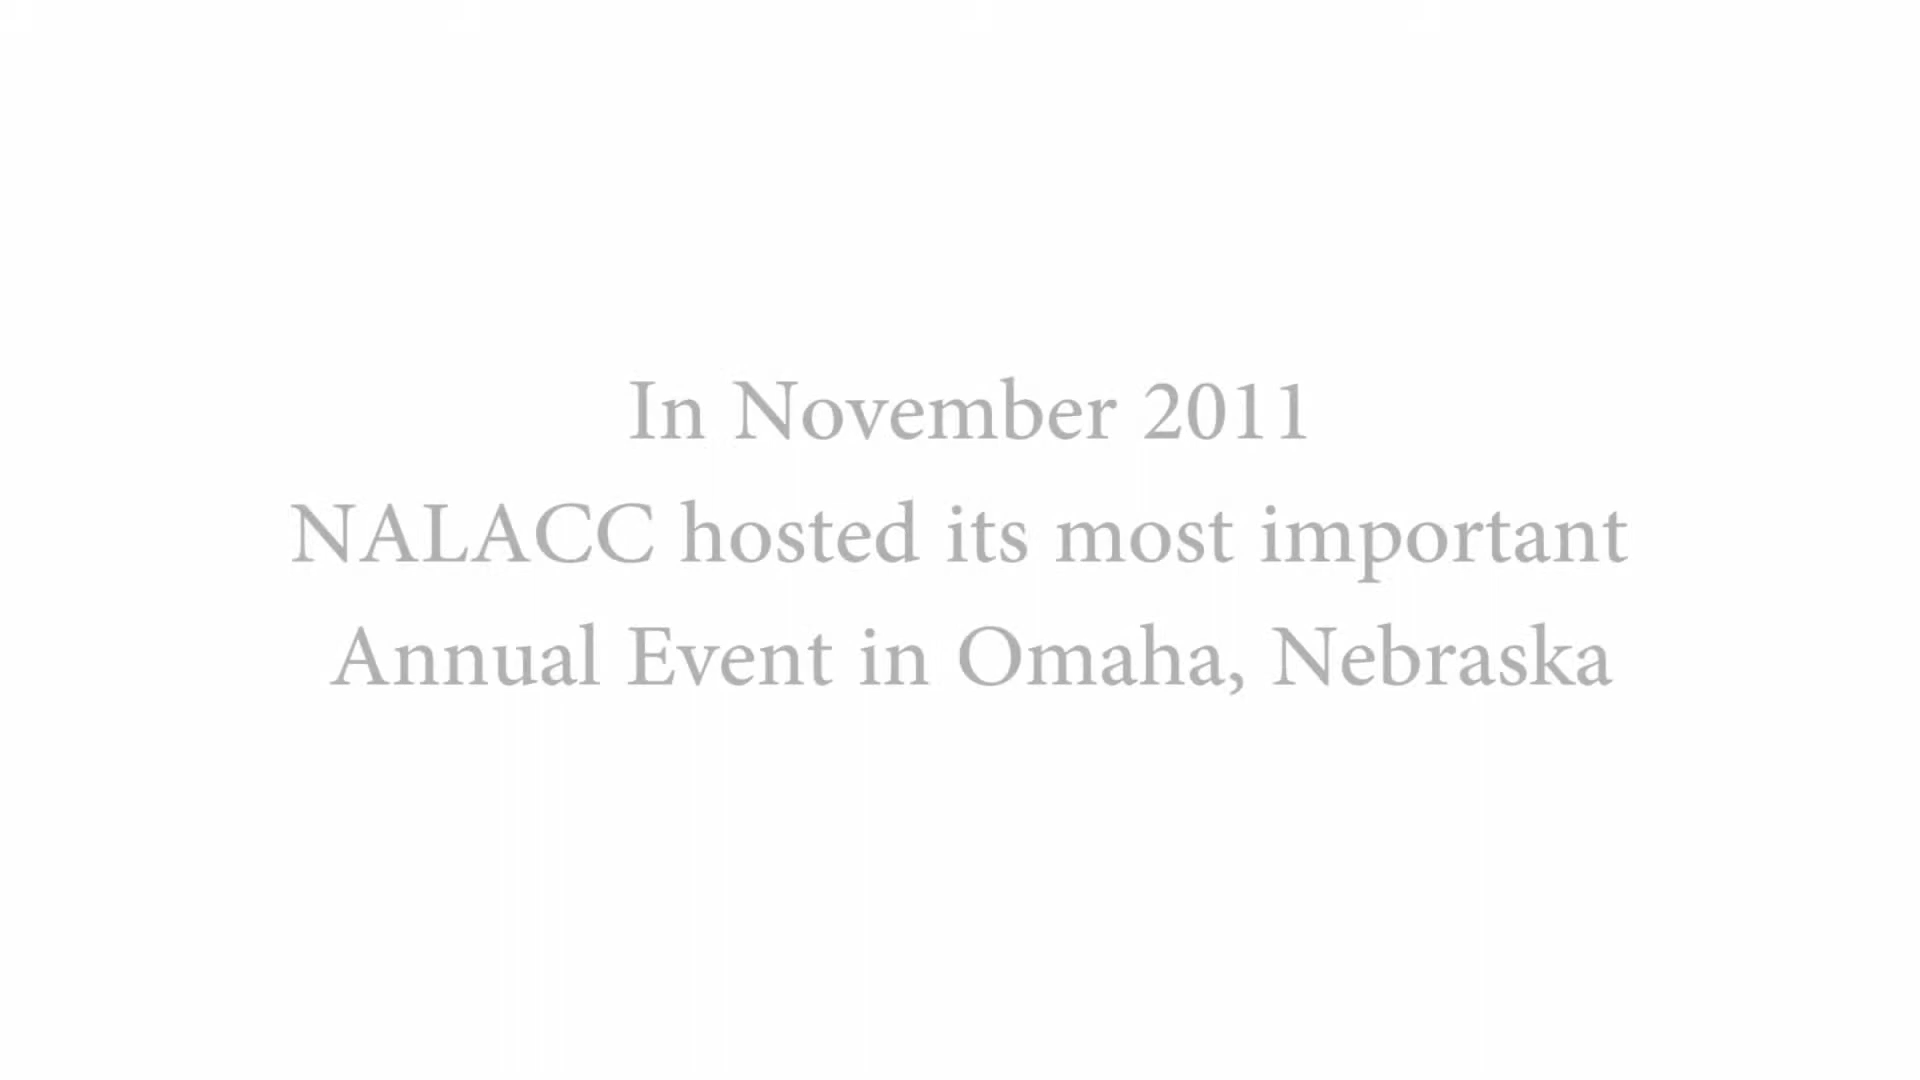 In November 2011
NALACC hosted its most important
Annual Event in Omaha, Nebraska